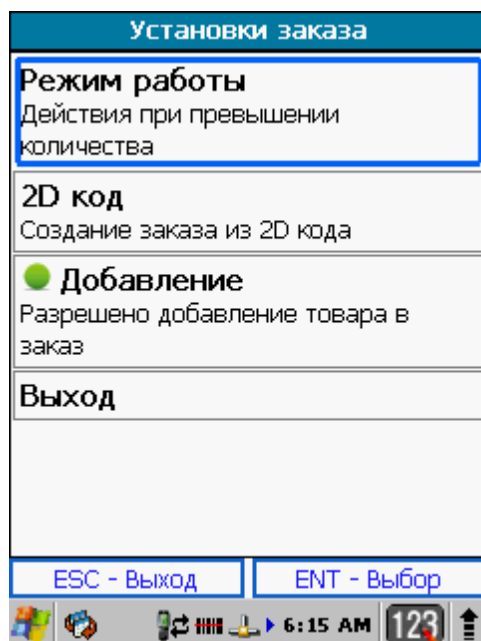 Установки заказа
Режим работы
Действия при превышении
количества
2D код
Создание заказа из 2D кода
Добавление
Разрешено добавление товара в
заказ
Выход
ESC - Выход
ENT - Выбор
6:15 AM
123